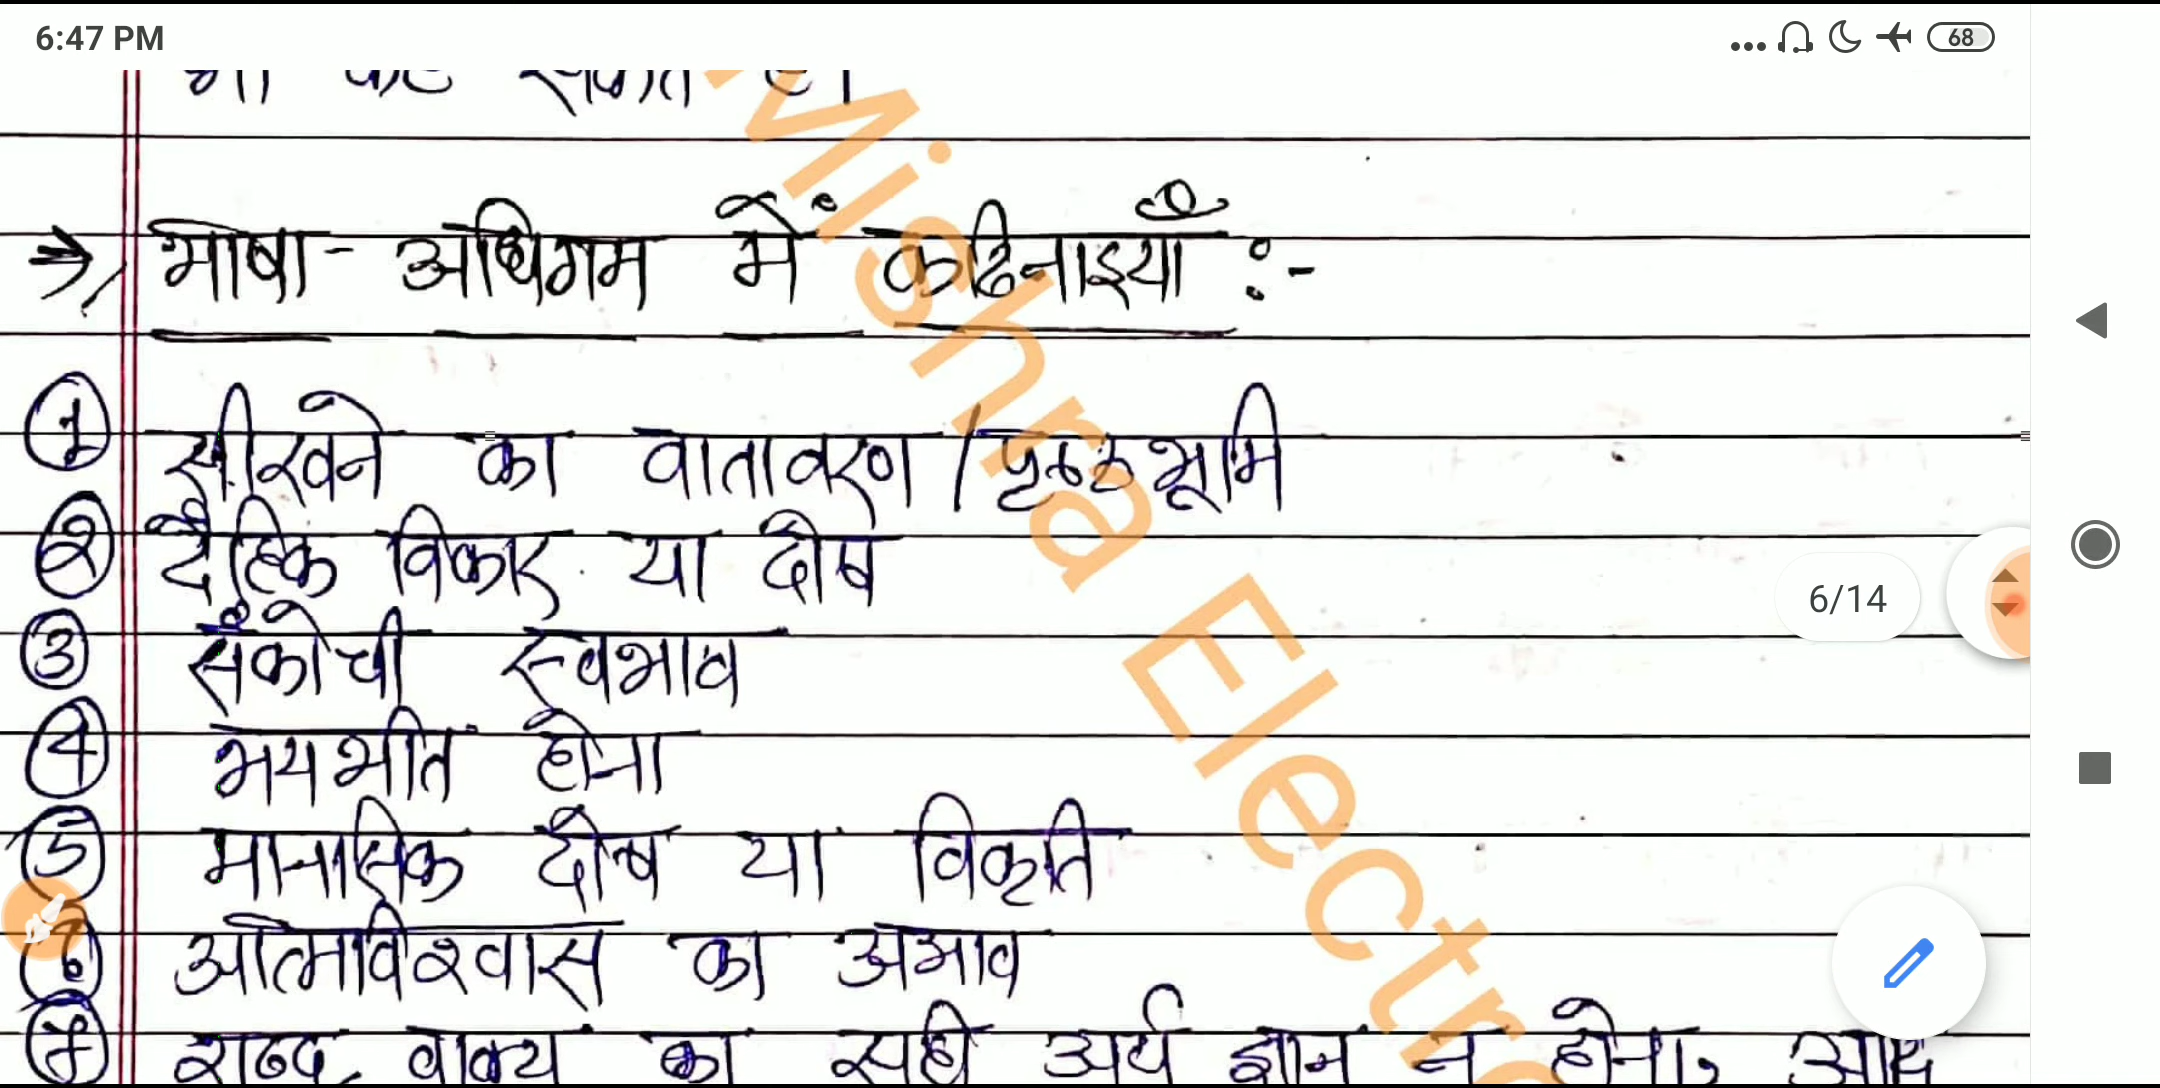 6:47 PM
68
भाषा - अधिगम में कठिनाइयाँ :-
1 सीखने का वातावरण / पृष्ठभूमि
2 दैहिक विकार या दोष
3 संकोची स्वभाव
4 भयभीत होना
5 मानसिक दोष या विकृति
6 आत्मविश्वास का अभाव
7 शब्द, वाक्य का सही अर्थ ज्ञान न होना, आदि
6/14
Mishra Electro